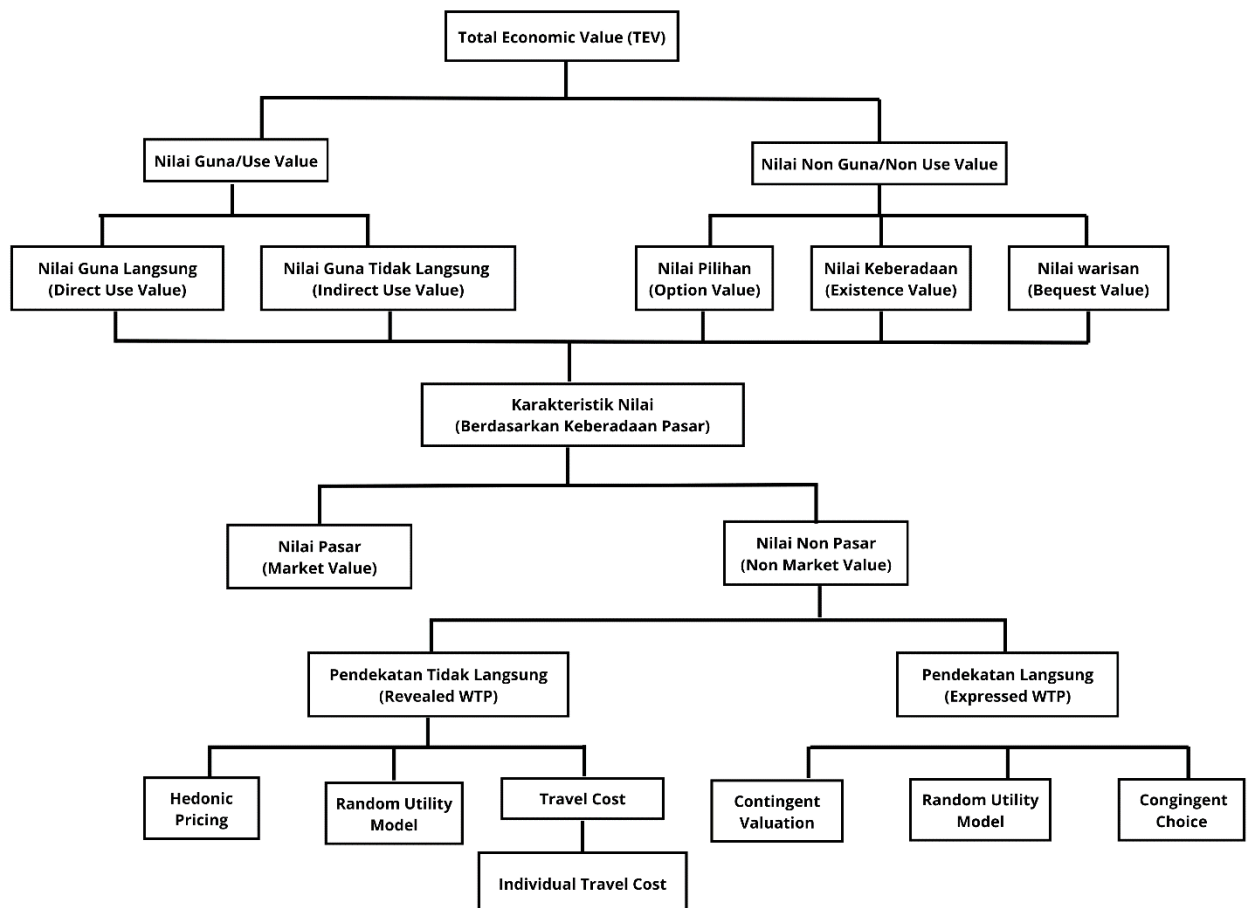 Total Economic Value (TEV)
Nilai Guna/Use Value
Nilai Non Guna/Non Use Value
Nilai Guna Langsung
(Direct Use Value)
Nilai Guna Tidak Langsung
(Indirect Use Value)
Nilai Pilihan
(Option Value)
Nilai Keberadaan
(Existence Value)
Nilai warisan
(Bequest Value)
Karakteristik Nilai
(Berdasarkan Keberadaan Pasar)
Nilai Pasar
(Market Value)
Nilai Non Pasar
(Non Market Value)
Pendekatan Tidak Langsung
(Revealed WTP)
Pendekatan Langsung
(Expressed WTP)
Hedonic
Pricing
Random Utility
Model
Travel Cost
Contingent
Valuation
Random Utility
Model
Congingent
Choice
Individual Travel Cost